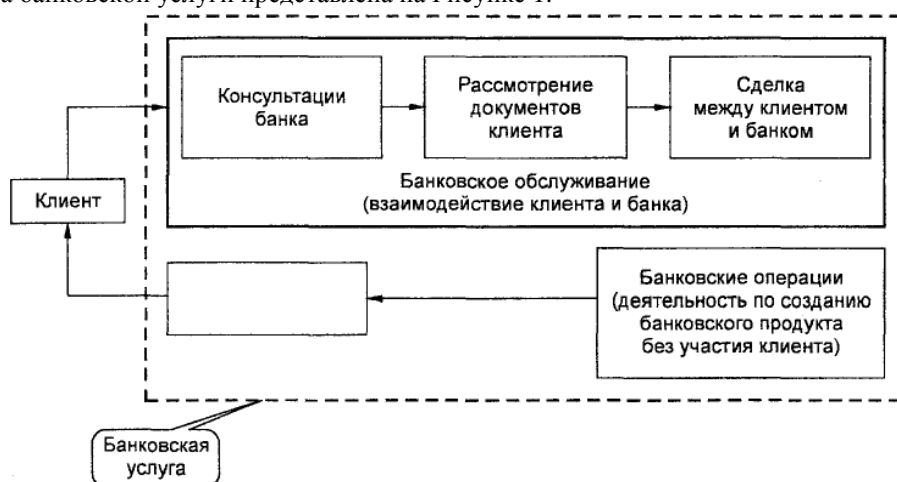 а банковской услуги представлена на Рисунке 1.
Консультации
банка
Рассмотрение
документов
клиента
Сделка
между клиентом
и банком
Банковское обслуживание
(взаимодействие клиента и банка)
Клиент
Банковские операции
(деятельность по созданию
банковского продукта
без участия клиента)
Банковская
услуга